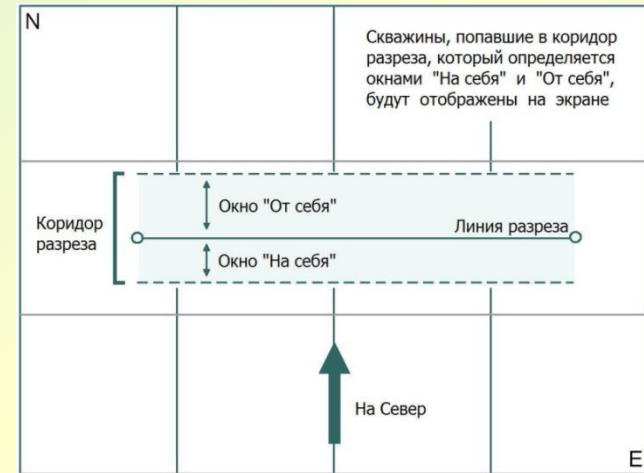 N
Скважины, попавшие в коридор
разреза, который определяется
окнами "На себя" и "От себя",
будут отображены на экране
Окно "От себя"
Коридор
разреза
Линия разреза
Окно "На себя"
На Север
E